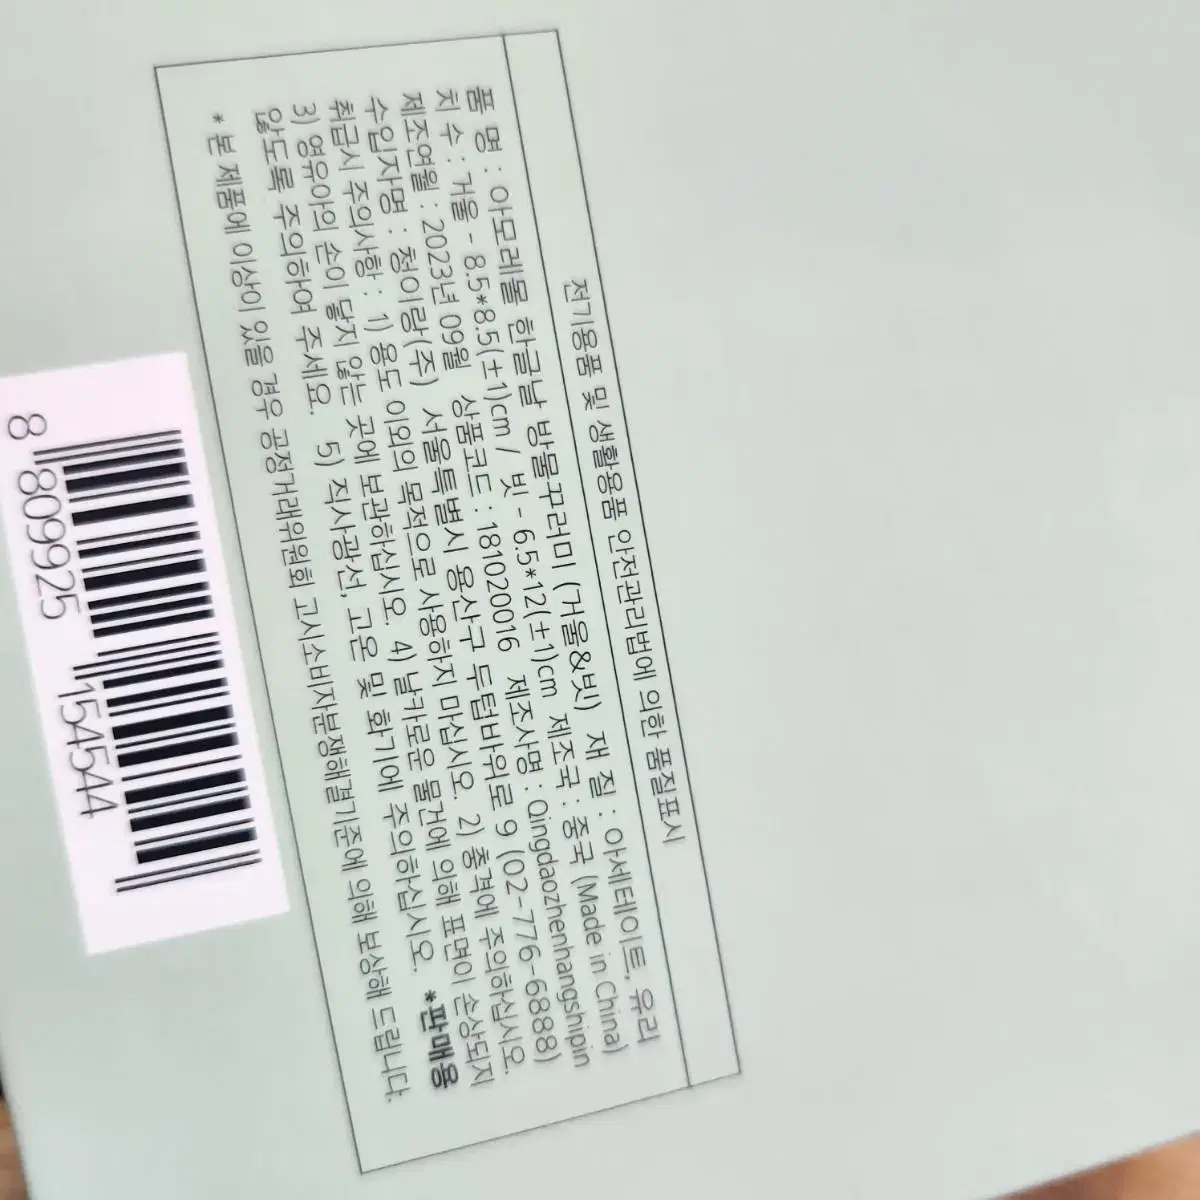 전기용품 및 생활용품 안전관리법에 의한 품질표시
품 명 : 아모레몰 한글날 방물꾸러미 (거울&빗) 재 질 : 아세테이트, 유리
치 수 : 거울 - 8.5*8.5(±1)cm / 빗 - 6.5*12(±1)cm 제조국 : 중국 (Made in China)
제조연월 : 2023년 09월 상품코드 : 181020016 제조사명 : Qingdaozhenhangshipin
수입자명 : 청이랑(주) 서울특별시 용산구 두텁바위로 9 (02-776-6888)
취급시 주의사항 : 1) 용도 이외의 목적으로 사용하지 마십시오. 2) 충격에 주의하십시오.
3) 영유아의 손이 닿지 않는 곳에 보관하십시오. 4) 날카로운 물건에 의해 표면이 손상되지
않도록 주의하여 주세요. 5) 직사광선, 고온 및 화기에 주의하십시오. *판매용
* 본 제품에 이상이 있을 경우 공정거래위원회 고시소비자분쟁해결기준에 의해 보상해 드립니다.
8 809925 154544